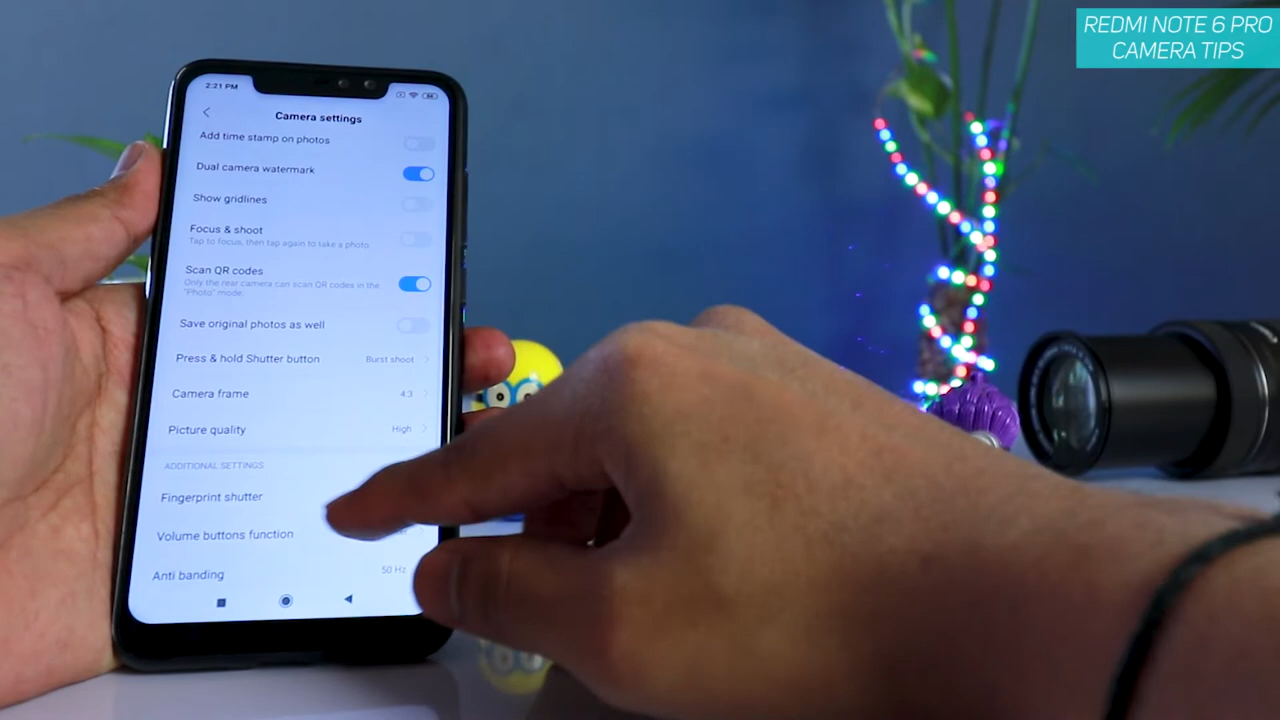 REDMI NOTE 6 PRO
CAMERA TIPS
2:21 PM
Camera settings
Add time stamp on photos
Dual camera watermark
Show gridlines
Focus & shoot
Tap to focus, then tap again to take a photo
Scan QR codes
Only the rear camera can scan QR codes in the
"Photo" mode.
Save original photos as well
Press & hold Shutter button Burst shoot
Camera frame 4:3
Picture quality High
ADDITIONAL SETTINGS
Fingerprint shutter
Volume buttons function
Anti banding 50 Hz